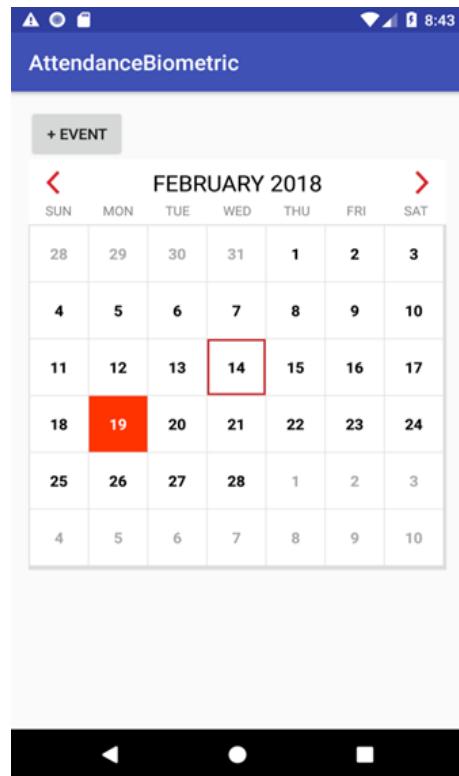 8:43
AttendanceBiometric
+ EVENT
FEBRUARY 2018
SUN MON TUE WED THU FRI SAT
28 29 30 31 1 2 3
4 5 6 7 8 9 10
11 12 13 14 15 16 17
18 19 20 21 22 23 24
25 26 27 28 1 2 3
4 5 6 7 8 9 10